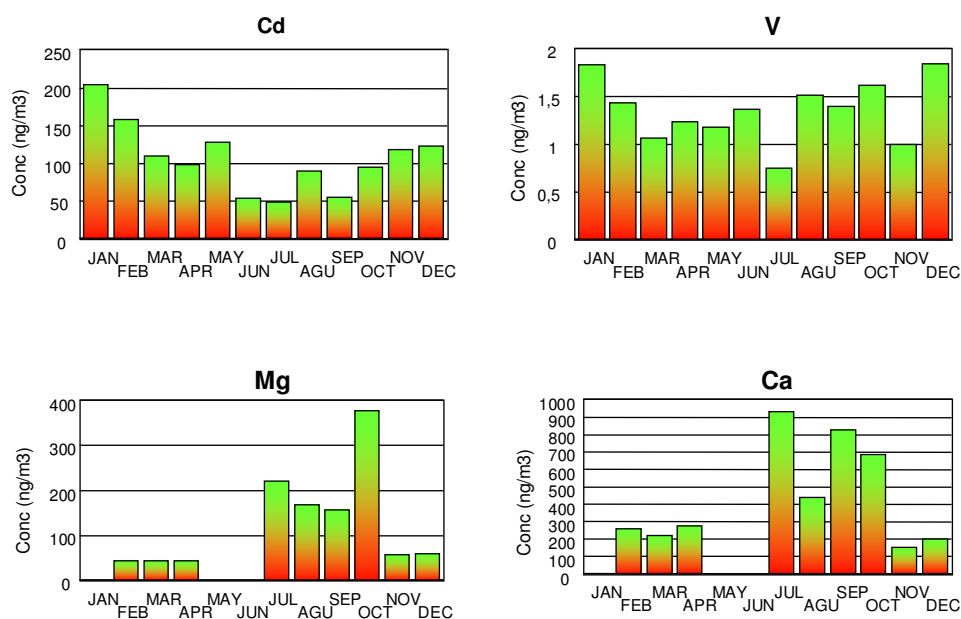 Cd
250
200
150
100
50
0
Conc (ng/m3)
JAN FEB MAR APR MAY JUN JUL AGU SEP OCT NOV DEC
V
2
1,5
1
0,5
0
Conc (ng/m3)
JAN FEB MAR APR MAY JUN JUL AGU SEP OCT NOV DEC
Mg
400
300
200
100
0
Conc (ng/m3)
JAN FEB MAR APR MAY JUN JUL AGU SEP OCT NOV DEC
Ca
1000
900
800
700
600
500
400
300
200
100
0
Conc (ng/m3)
JAN FEB MAR APR MAY JUN JUL AGU SEP OCT NOV DEC